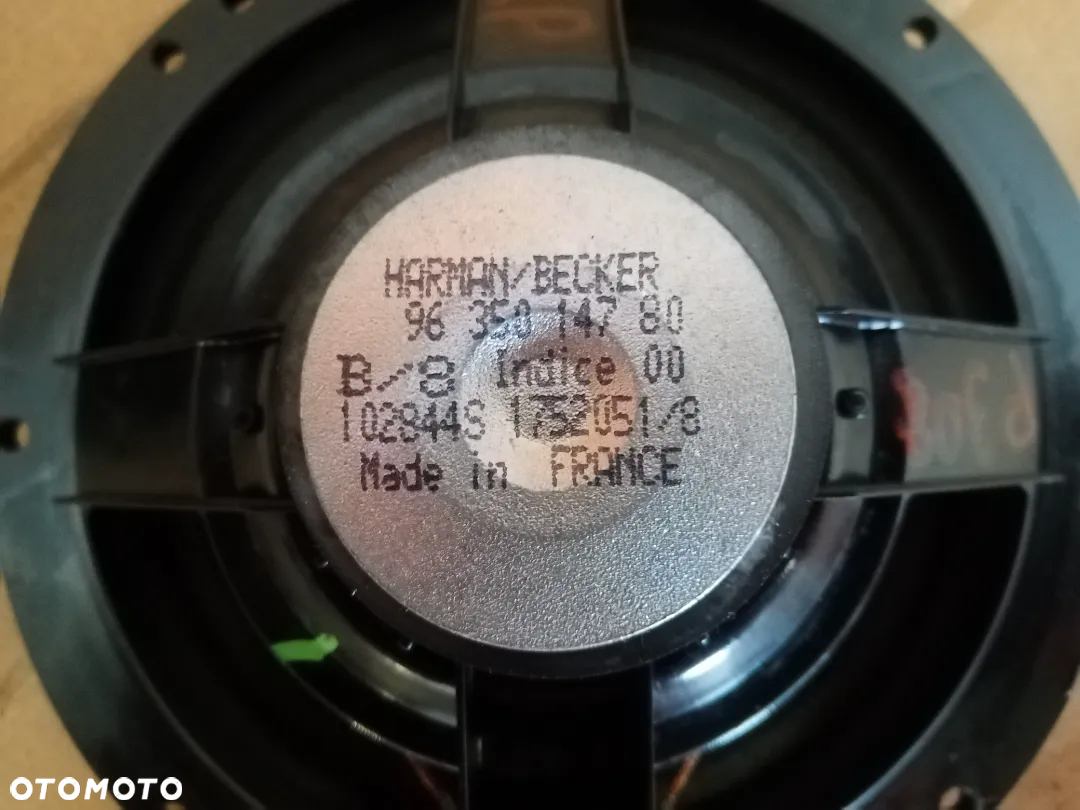 HARMAN/BECKER
96 350 147 80
B/8 Indice 00
102844S 1752051/8
Made in FRANCE
OTOMOTO